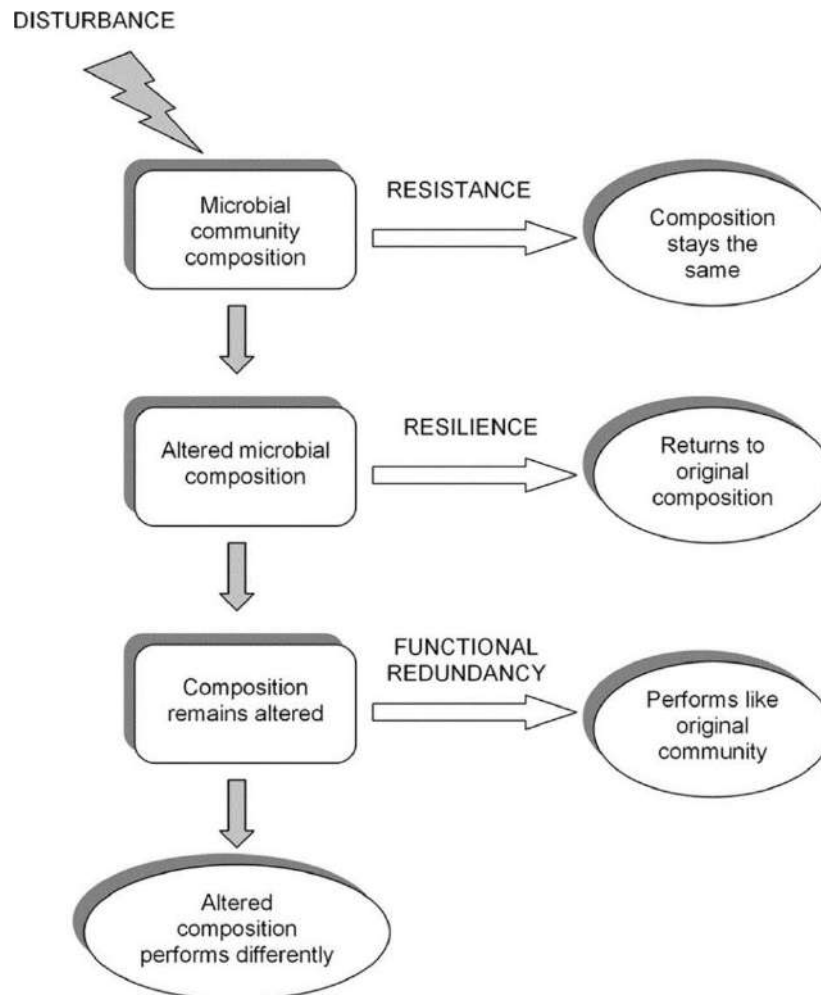 DISTURBANCE
Microbial
community
composition
RESISTANCE
Composition
stays the
same
Altered microbial
composition
RESILIENCE
Returns to
original
composition
Composition
remains altered
FUNCTIONAL
REDUNDANCY
Performs like
original
community
Altered
composition
performs differently